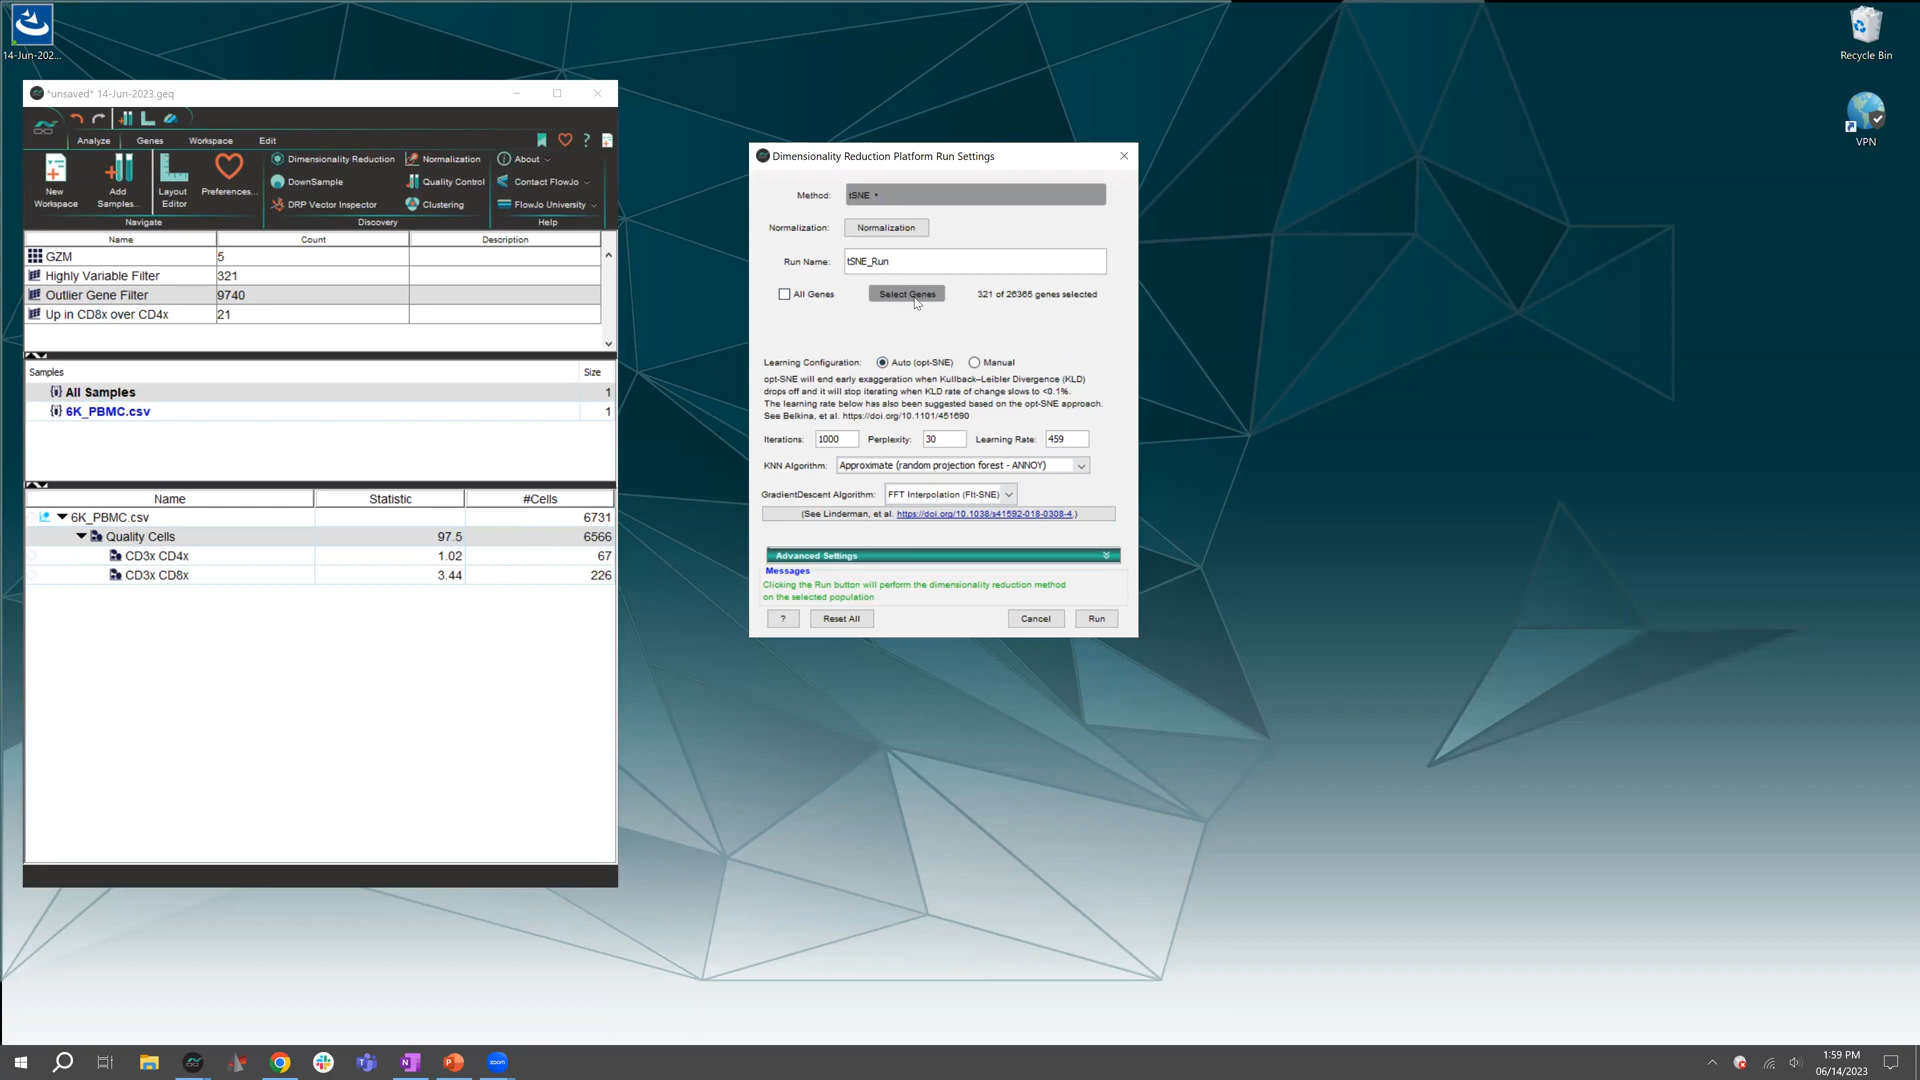 14-Jun-202...
Recycle Bin
VPN
*unsaved* 14-Jun-2023.geq
Analyze Genes Workspace Edit
?
New Workspace
Add Samples...
Layout Editor
Preferences...
Dimensionality Reduction
DownSample
DRP Vector Inspector
Normalization
Quality Control
Clustering
About
Contact FlowJo
FlowJo University
Navigate Discovery Help
Name Count Description
GZM 5
Highly Variable Filter 321
Outlier Gene Filter 9740
Up in CD8x over CD4x 21
Samples Size
{} All Samples 1
{} 6K_PBMC.csv 1
Name Statistic #Cells
6K_PBMC.csv 6731
Quality Cells 97.5 6566
CD3x CD4x 1.02 67
CD3x CD8x 3.44 226
Dimensionality Reduction Platform Run Settings
Method: tSNE
Normalization: Normalization
Run Name: tSNE_Run
All Genes Select Genes 321 of 26365 genes selected
Learning Configuration: Auto (opt-SNE) Manual
opt-SNE will end early exaggeration when Kullback–Leibler Divergence (KLD)
drops off and it will stop iterating when KLD rate of change slows to <0.1%.
The learning rate below has also been suggested based on the opt-SNE approach.
See Belkina, et al. https://doi.org/10.1101/451690
Iterations: 1000 Perplexity: 30 Learning Rate: 459
KNN Algorithm: Approximate (random projection forest - ANNOY)
GradientDescent Algorithm: FFT Interpolation (FIt-SNE)
(See Linderman, et al. https://doi.org/10.1038/s41592-018-0308-4.)
Advanced Settings
Messages
Clicking the Run button will perform the dimensionality reduction method
on the selected population
? Reset All Cancel Run
zoom
1:59 PM
06/14/2023